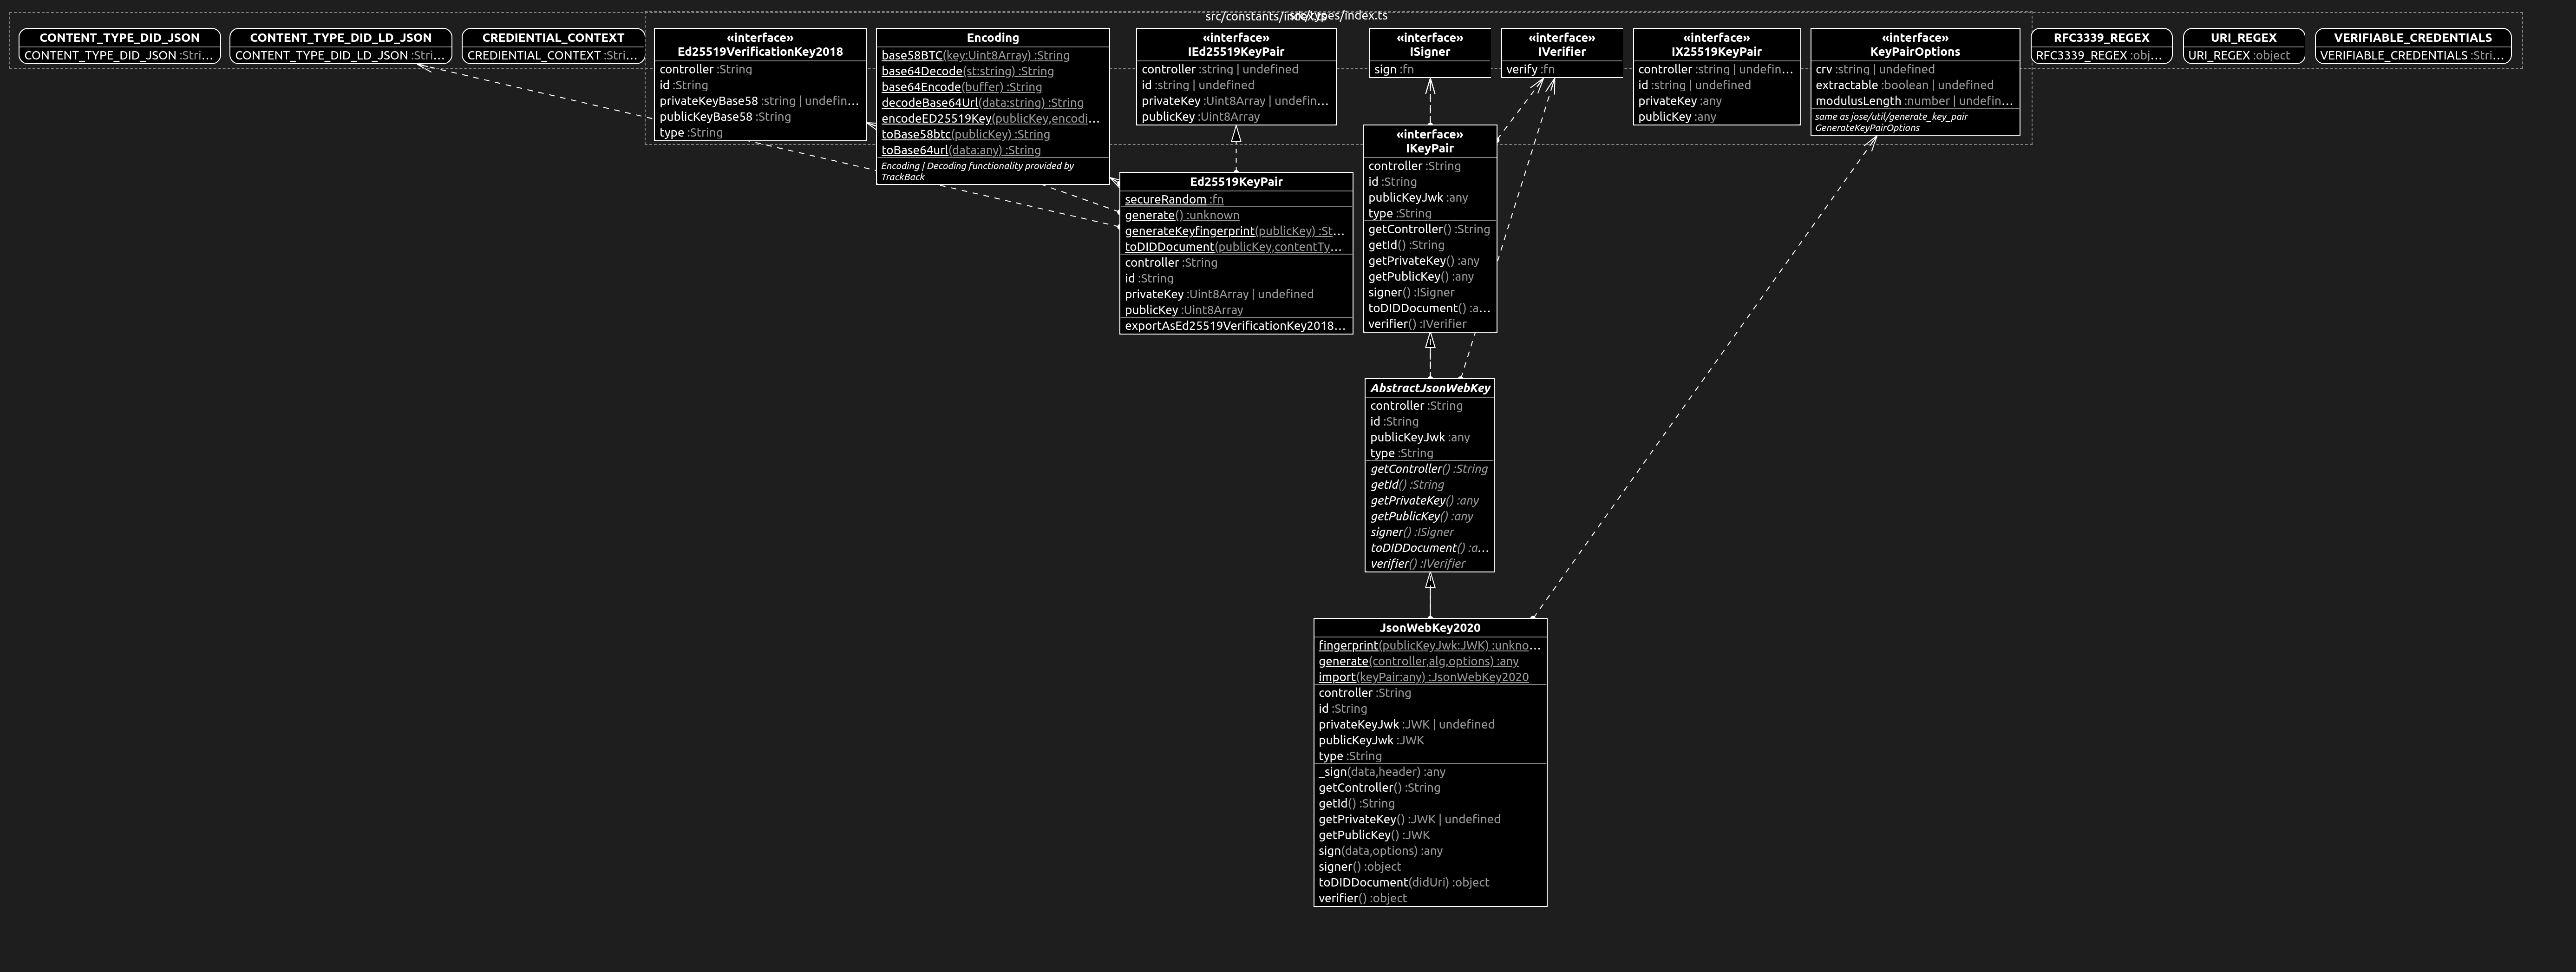 src/constants/index.ts
src/types/index.ts
CONTENT_TYPE_DID_JSON
CONTENT_TYPE_DID_JSON :Stri…
CONTENT_TYPE_DID_LD_JSON
CONTENT_TYPE_DID_LD_JSON :Stri…
CREDIENTIAL_CONTEXT
CREDIENTIAL_CONTEXT :Stri…
«interface»
Ed25519VerificationKey2018
controller :String
id :String
privateKeyBase58 :string | undefin…
publicKeyBase58 :String
type :String
Encoding
base58BTC(key:Uint8Array) :String
base64Decode(st:string) :String
base64Encode(buffer) :String
decodeBase64Url(data:string) :String
encodeED25519Key(publicKey,encodi…
toBase58btc(publicKey) :String
toBase64url(data:any) :String
Encoding | Decoding functionality provided by
TrackBack
«interface»
IEd25519KeyPair
controller :string | undefined
id :string | undefined
privateKey :Uint8Array | undefin…
publicKey :Uint8Array
«interface»
ISigner
sign :fn
«interface»
IVerifier
verify :fn
«interface»
IX25519KeyPair
controller :string | undefin…
id :string | undefined
privateKey :any
publicKey :any
«interface»
KeyPairOptions
crv :string | undefined
extractable :boolean | undefined
modulusLength :number | undefin…
same as jose/util/generate_key_pair
GenerateKeyPairOptions
RFC3339_REGEX
RFC3339_REGEX :obj…
URI_REGEX
URI_REGEX :object
VERIFIABLE_CREDENTIALS
VERIFIABLE_CREDENTIALS :Stri…
Ed25519KeyPair
secureRandom :fn
generate() :unknown
generateKeyfingerprint(publicKey) :St…
toDIDDocument(publicKey,contentTy…
controller :String
id :String
privateKey :Uint8Array | undefined
publicKey :Uint8Array
exportAsEd25519VerificationKey2018…
«interface»
IKeyPair
controller :String
id :String
publicKeyJwk :any
type :String
getController() :String
getId() :String
getPrivateKey() :any
getPublicKey() :any
signer() :ISigner
toDIDDocument() :a…
verifier() :IVerifier
AbstractJsonWebKey
controller :String
id :String
publicKeyJwk :any
type :String
getController() :String
getId() :String
getPrivateKey() :any
getPublicKey() :any
signer() :ISigner
toDIDDocument() :a…
verifier() :IVerifier
JsonWebKey2020
fingerprint(publicKeyJwk:JWK) :unkno…
generate(controller,alg,options) :any
import(keyPair:any) :JsonWebKey2020
controller :String
id :String
privateKeyJwk :JWK | undefined
publicKeyJwk :JWK
type :String
_sign(data,header) :any
getController() :String
getId() :String
getPrivateKey() :JWK | undefined
getPublicKey() :JWK
sign(data,options) :any
signer() :object
toDIDDocument(didUri) :object
verifier() :object